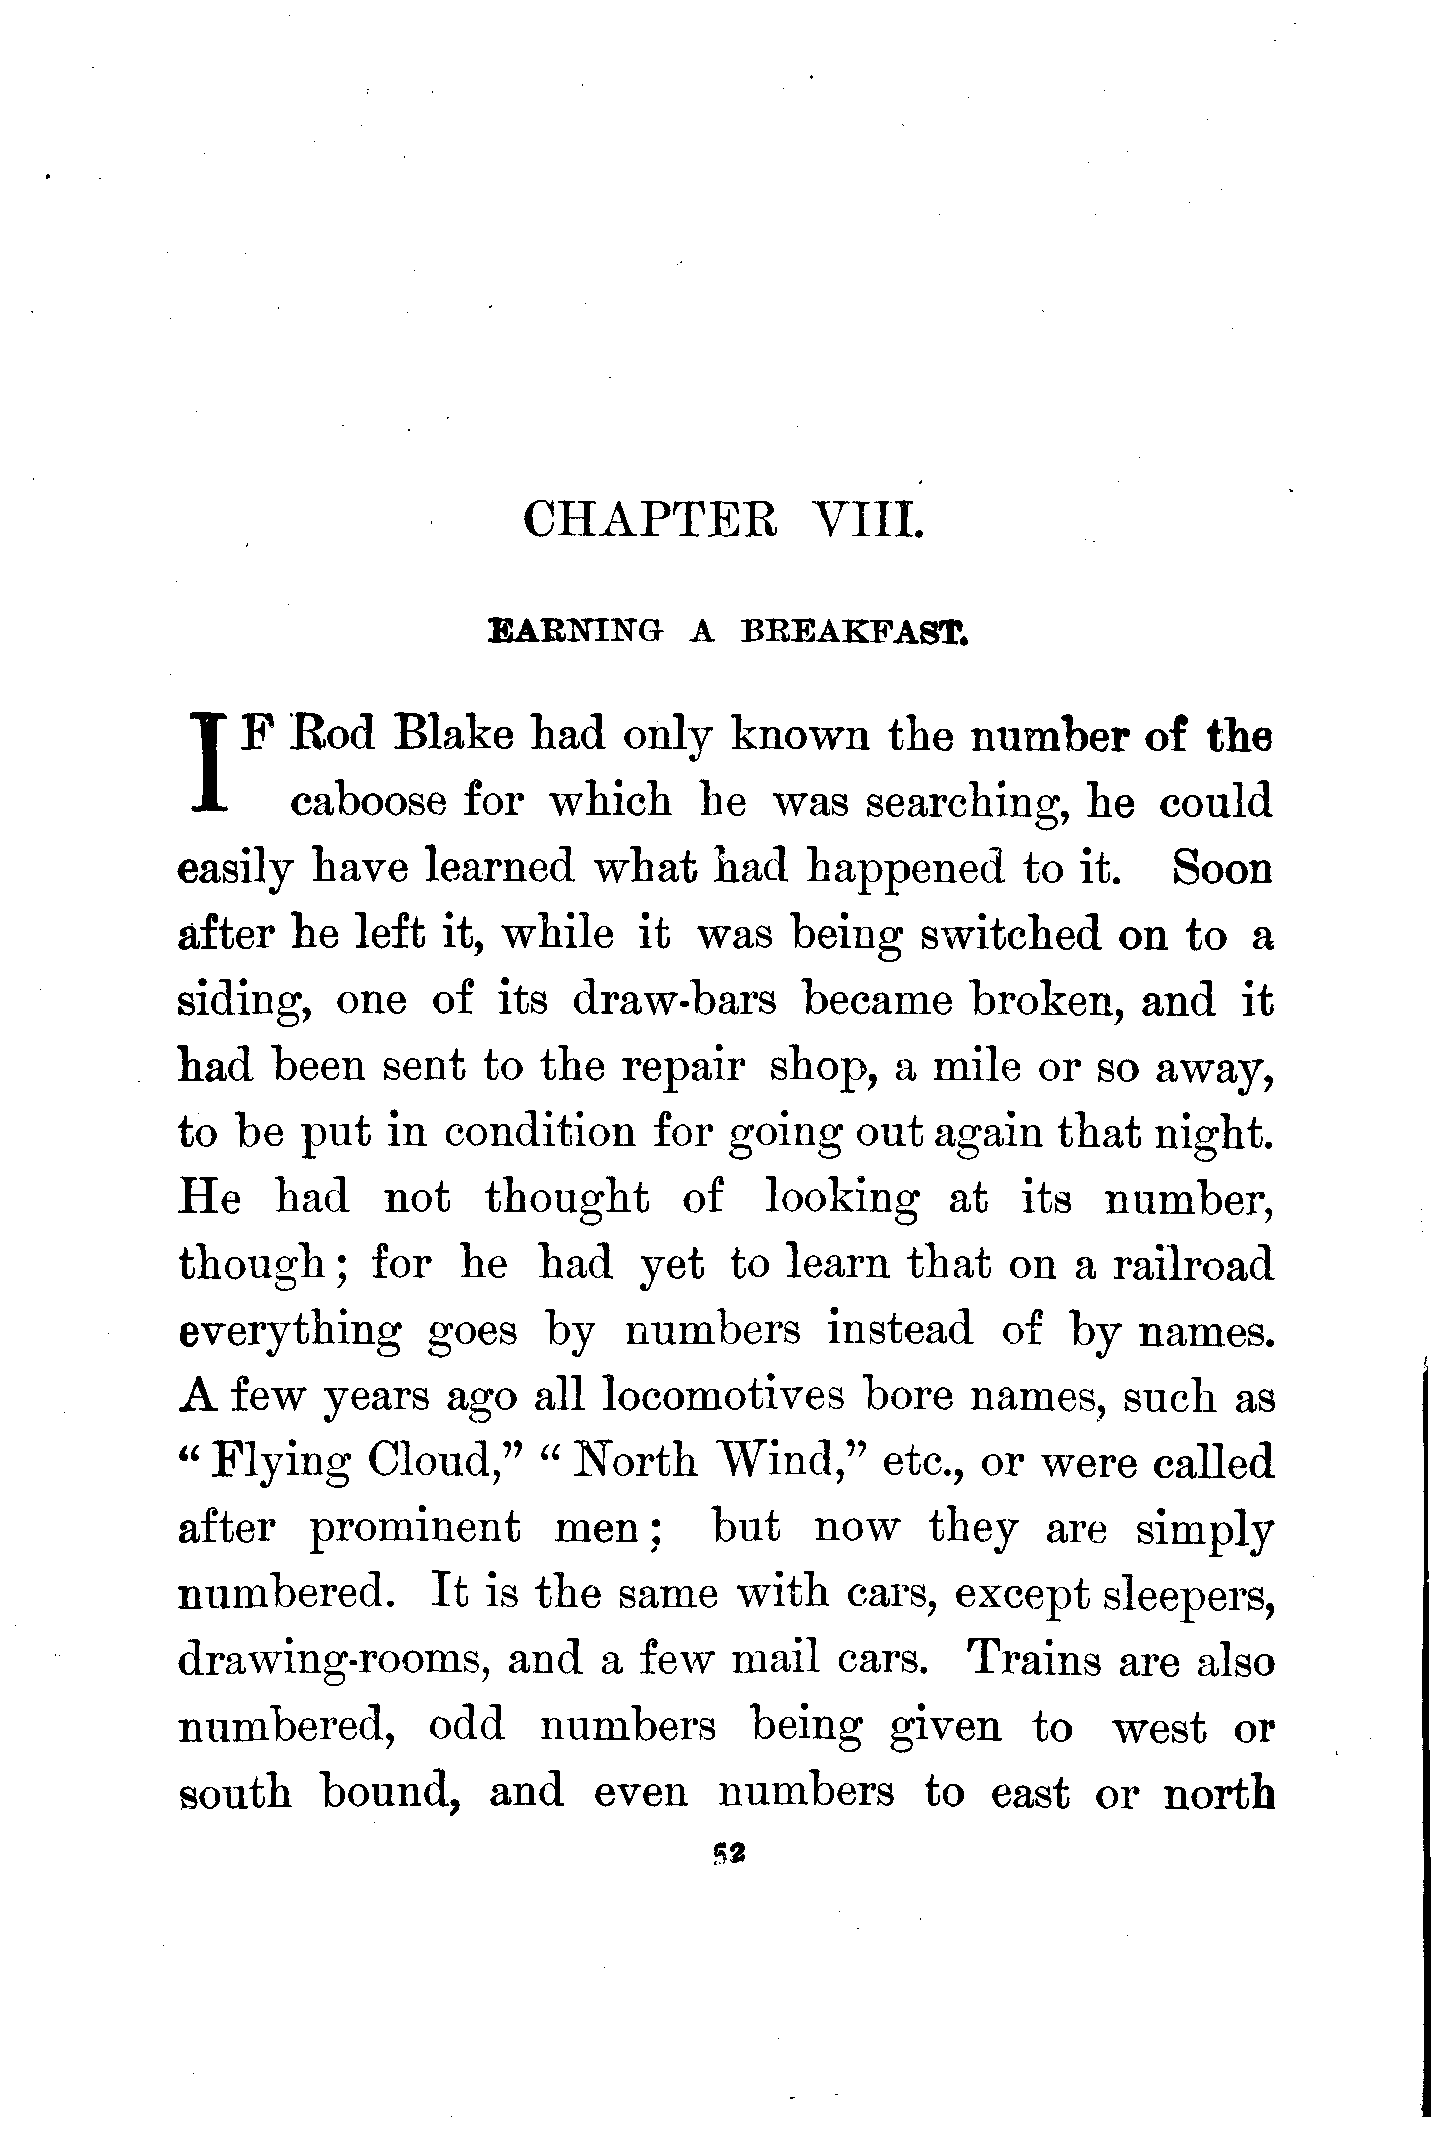 CHAPTER VIII.
EARNING A BREAKFAST.
IF Rod Blake had only known the number of the
caboose for which he was searching, he could
easily have learned what had happened to it. Soon
after he left it, while it was being switched on to a
siding, one of its draw-bars became broken, and it
had been sent to the repair shop, a mile or so away,
to be put in condition for going out again that night.
He had not thought of looking at its number,
though; for he had yet to learn that on a railroad
everything goes by numbers instead of by names.
A few years ago all locomotives bore names, such as
“Flying Cloud,” “North Wind,” etc., or were called
after prominent men; but now they are simply
numbered. It is the same with cars, except sleepers,
drawing-rooms, and a few mail cars. Trains are also
numbered, odd numbers being given to west or
south bound, and even numbers to east or north
52